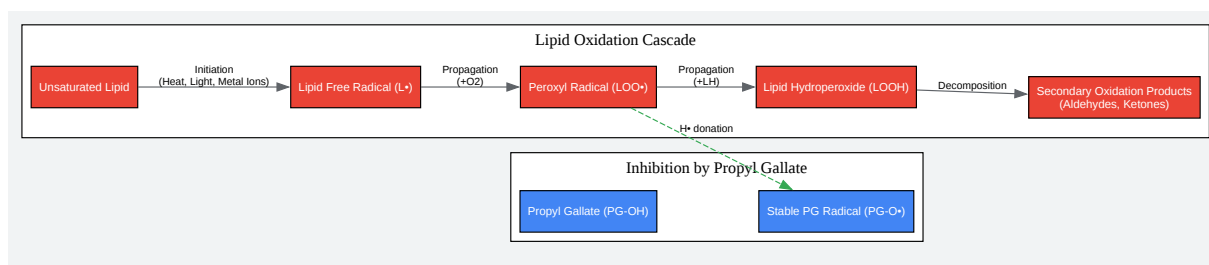 Lipid Oxidation Cascade
Initiation
(Heat, Light, Metal Ions)
Propagation
(+O2)
Propagation
(+LH)
Decomposition
Unsaturated Lipid
Lipid Free Radical (L•)
Peroxyl Radical (LOO•)
Lipid Hydroperoxide (LOOH)
Secondary Oxidation Products
(Aldehydes, Ketones)
H• donation
Inhibition by Propyl Gallate
Propyl Gallate (PG-OH)
Stable PG Radical (PG-O•)